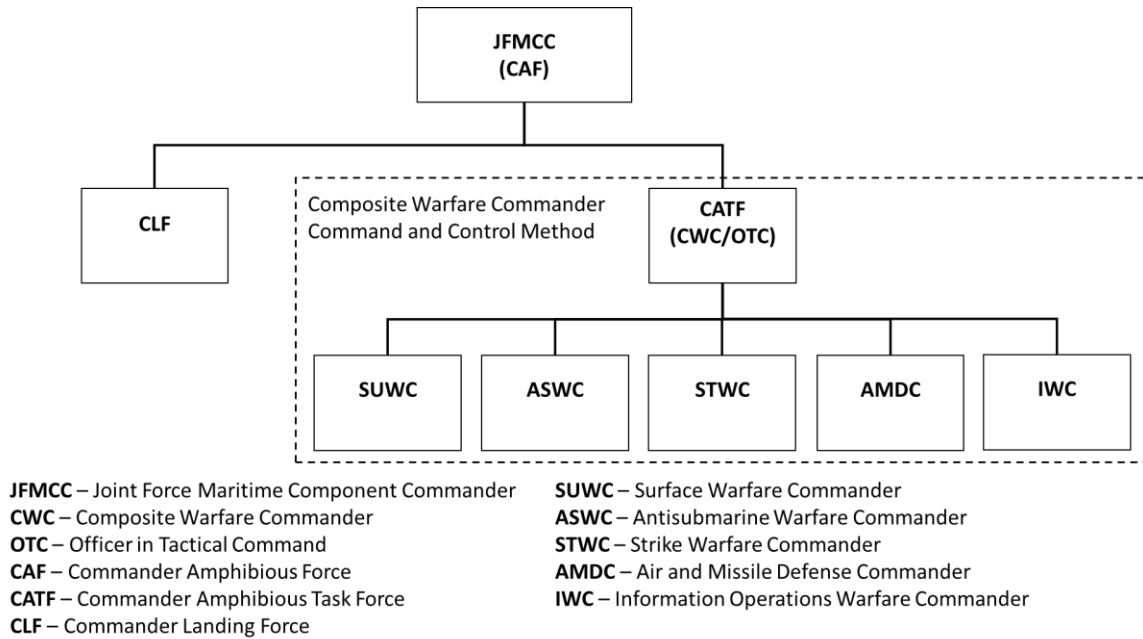 JFMCC
(CAF)
CLF
Composite Warfare Commander
Command and Control Method
CATF
(CWC/OTC)
SUWC
ASWC
STWC
AMDC
IWC
JFMCC – Joint Force Maritime Component Commander
CWC – Composite Warfare Commander
OTC – Officer in Tactical Command
CAF – Commander Amphibious Force
CATF – Commander Amphibious Task Force
CLF – Commander Landing Force
SUWC – Surface Warfare Commander
ASWC – Antisubmarine Warfare Commander
STWC – Strike Warfare Commander
AMDC – Air and Missile Defense Commander
IWC – Information Operations Warfare Commander